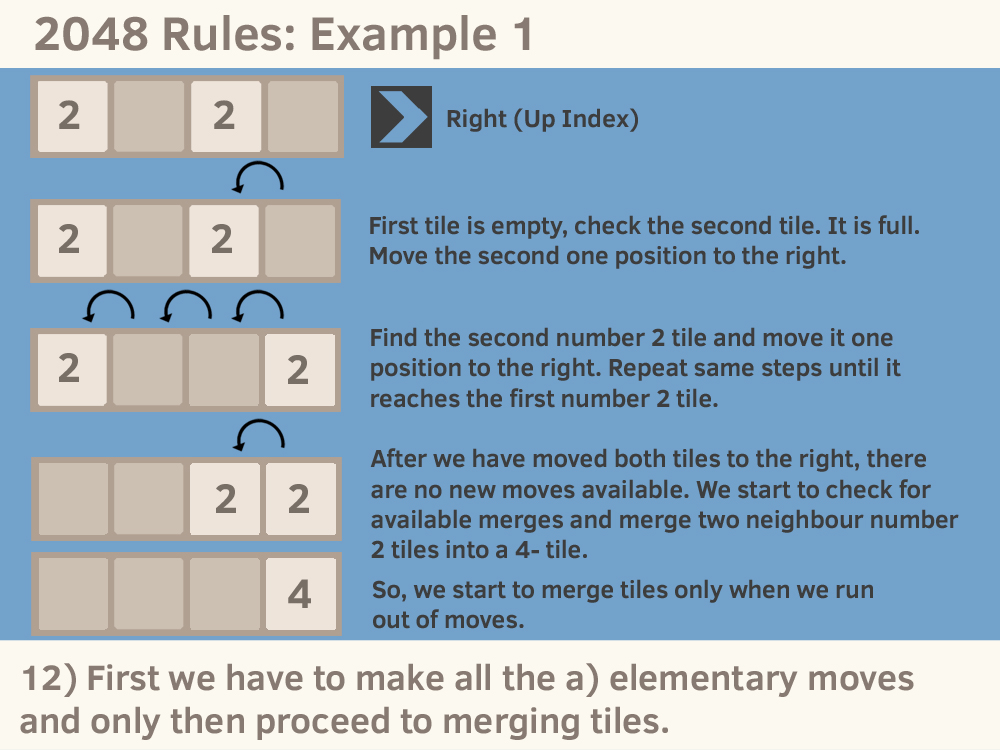 2048 Rules: Example 1
2 2
Right (Up Index)
2 2
First tile is empty, check the second tile. It is full.
Move the second one position to the right.
2 2
Find the second number 2 tile and move it one
position to the right. Repeat same steps until it
reaches the first number 2 tile.
2 2
After we have moved both tiles to the right, there
are no new moves available. We start to check for
available merges and merge two neighbour number
2 tiles into a 4- tile.
4
So, we start to merge tiles only when we run
out of moves.
12) First we have to make all the a) elementary moves
and only then proceed to merging tiles.